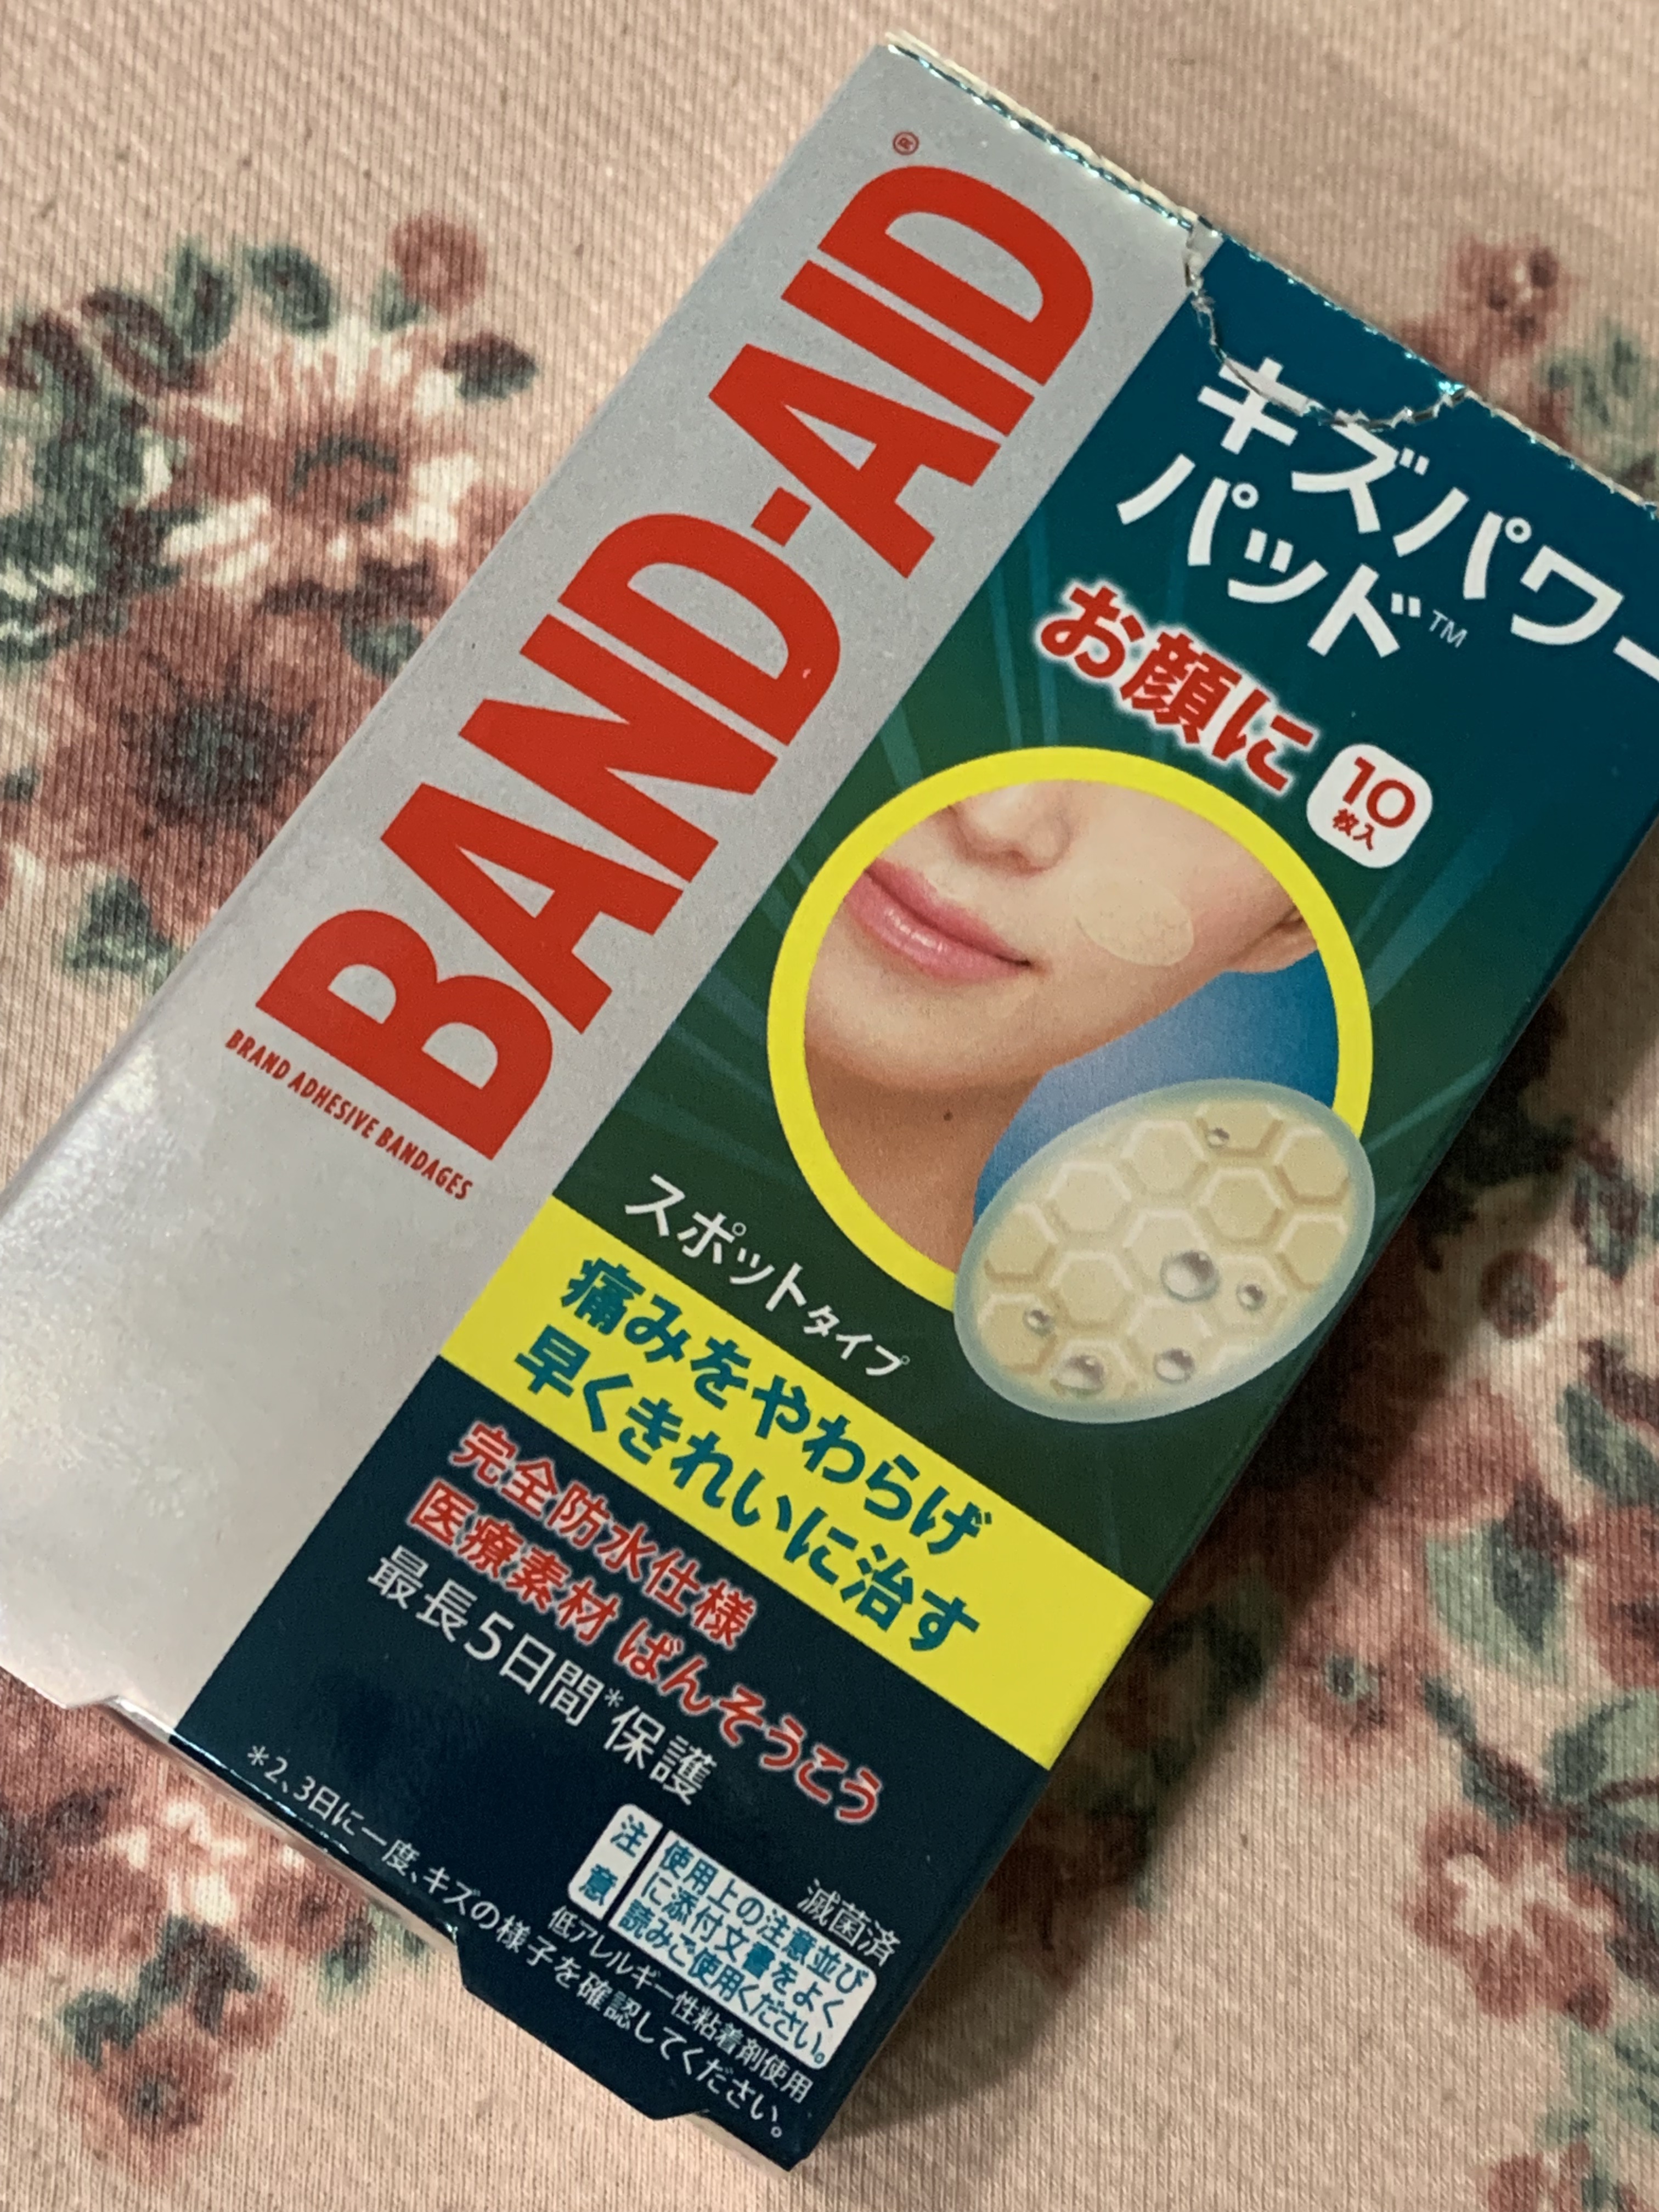 BAND-AID®
BRAND ADHESIVE BANDAGES
キズパワー
パッド™
お顔に
10
枚入
スポットタイプ
痛みをやわらげ
早くきれいに治す
完全防水仕様
医療素材 ばんそうこう
最長5日間*保護
滅菌済
注意
使用上の注意並び
に添付文書をよく
読みご使用ください。
低アレルギー性粘着剤使用
*2、3日に一度、キズの様子を確認してください。